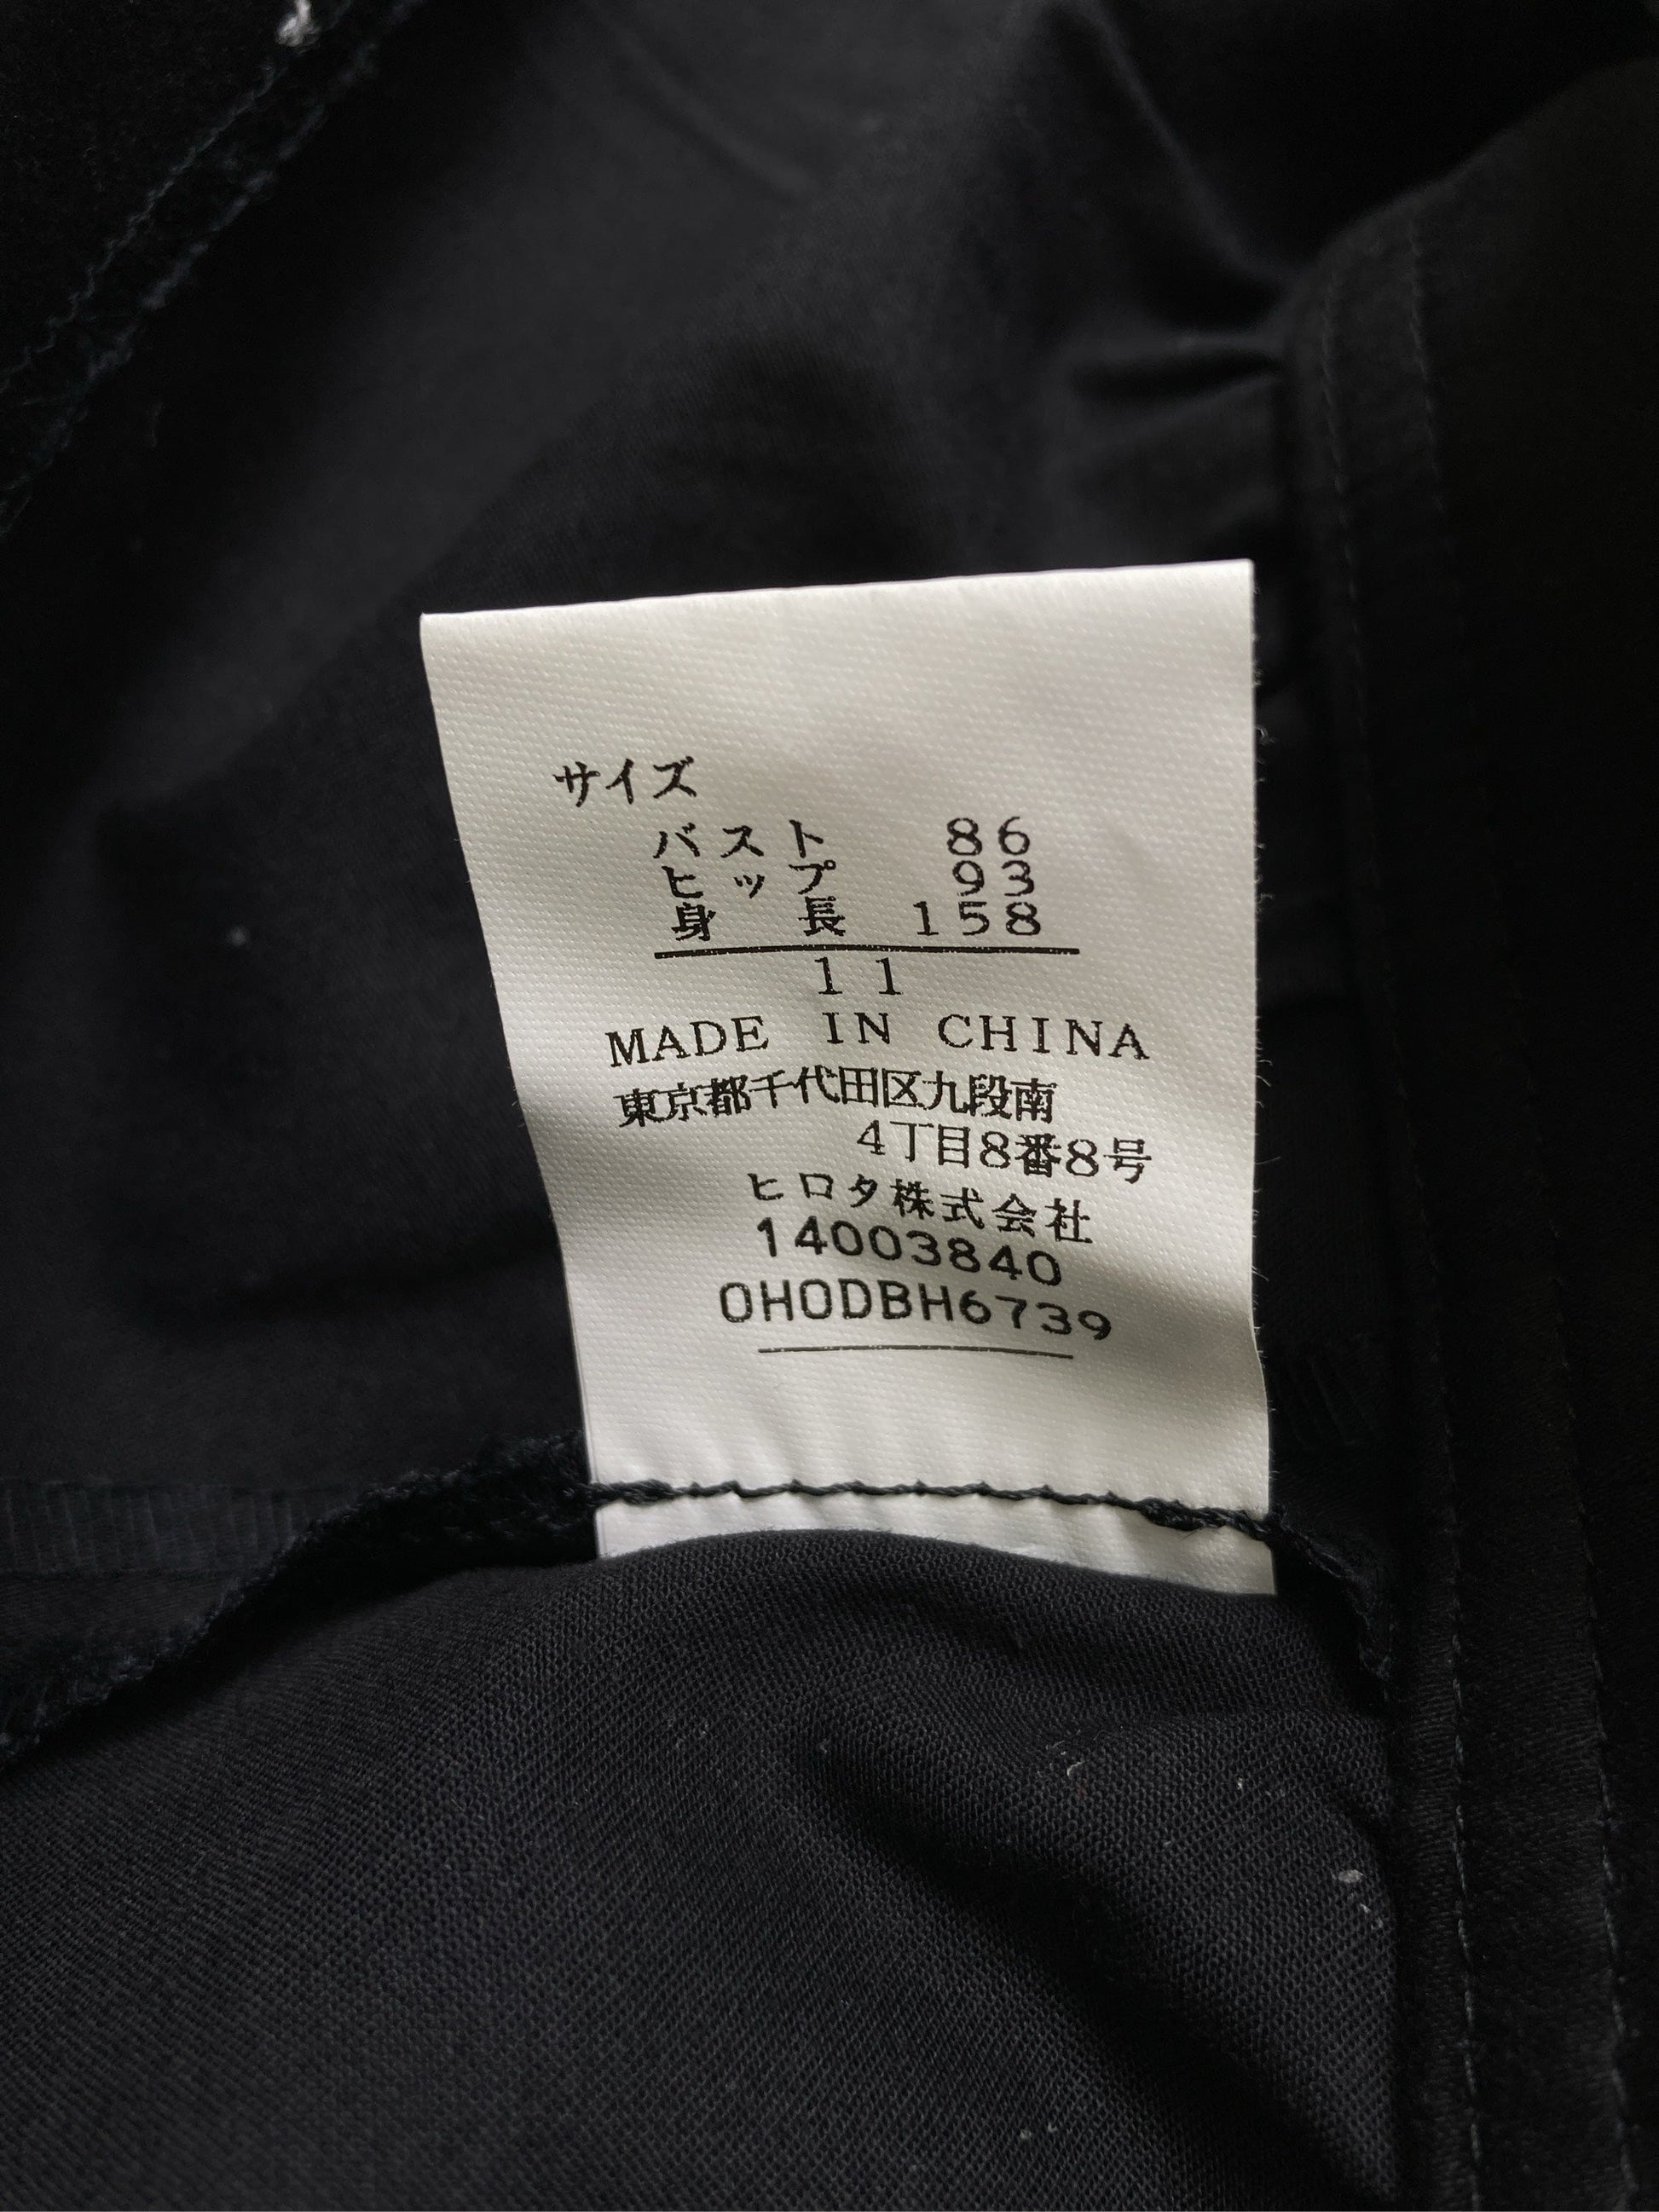 サイズ
バスト 86
ヒップ 93
身長 158
11
MADE IN CHINA
東京都千代田区九段南
4丁目8番8号
ヒロタ株式会社
14003840
0H0DBH6739